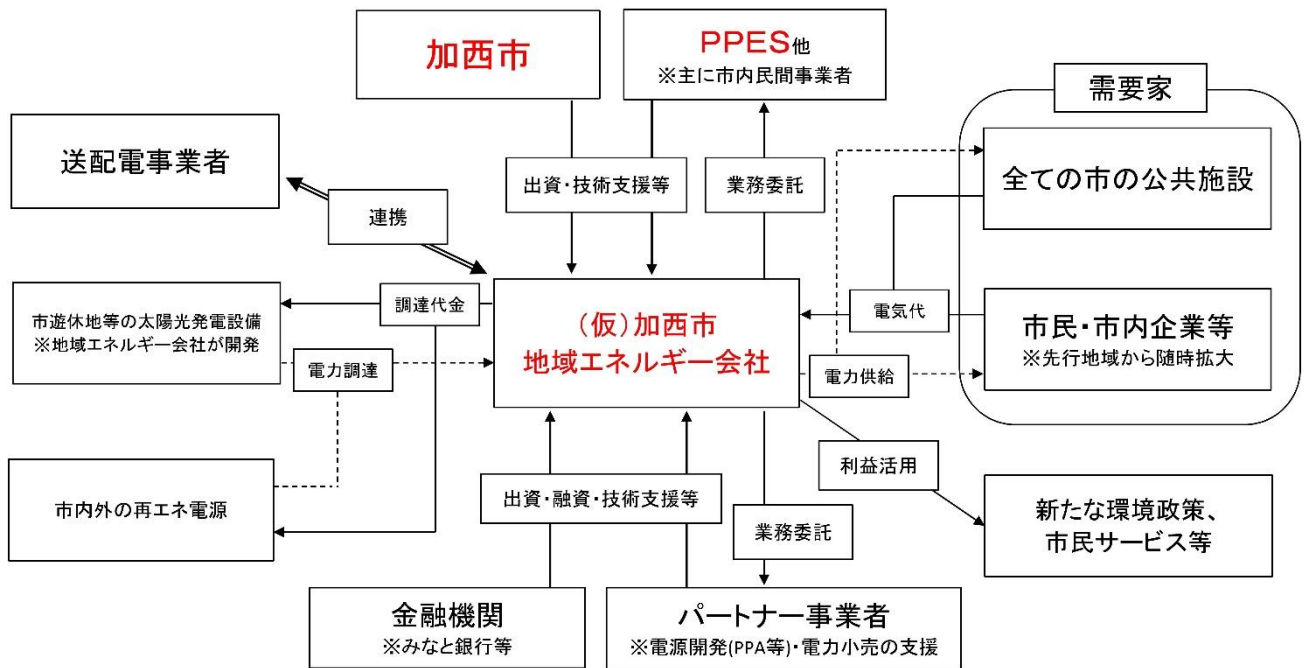 加西市
PPES他
※主に市内民間事業者
需要家
送配電事業者
全ての市の公共施設
出資・技術支援等
業務委託
連携
調達代金
市遊休地等の太陽光発電設備
※地域エネルギー会社が開発
(仮)加西市
地域エネルギー会社
電気代
市民・市内企業等
※先行地域から随時拡大
電力調達
電力供給
利益活用
市内外の再エネ電源
出資・融資・技術支援等
業務委託
新たな環境政策、
市民サービス等
金融機関
※みなと銀行等
パートナー事業者
※電源開発(PPA等)・電力小売の支援